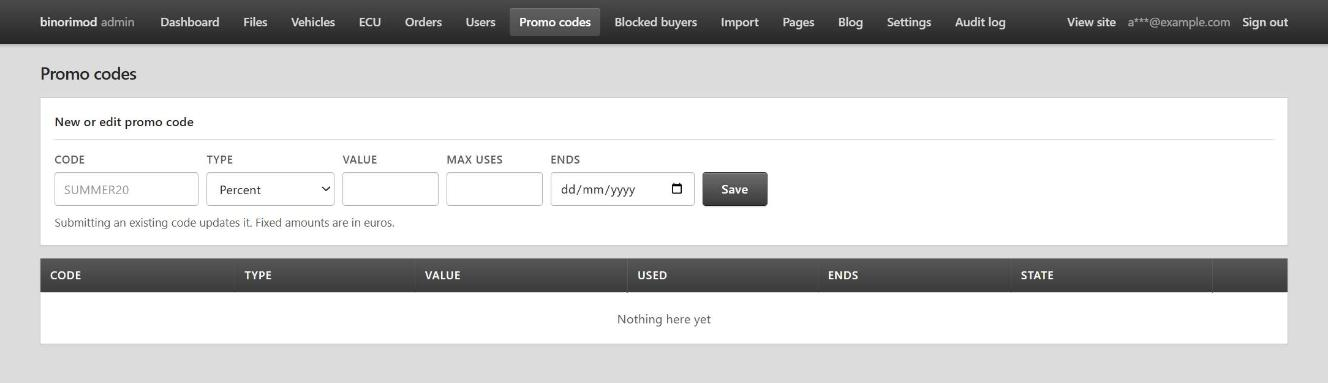 binorimod admin Dashboard Files Vehicles ECU Orders Users Promo codes Blocked buyers Import Pages Blog Settings Audit log View site a***@example.com Sign out
Promo codes
New or edit promo code
CODE TYPE VALUE MAX USES ENDS
SUMMER20 Percent dd/mm/yyyy Save
Submitting an existing code updates it. Fixed amounts are in euros.
CODE TYPE VALUE USED ENDS STATE
Nothing here yet